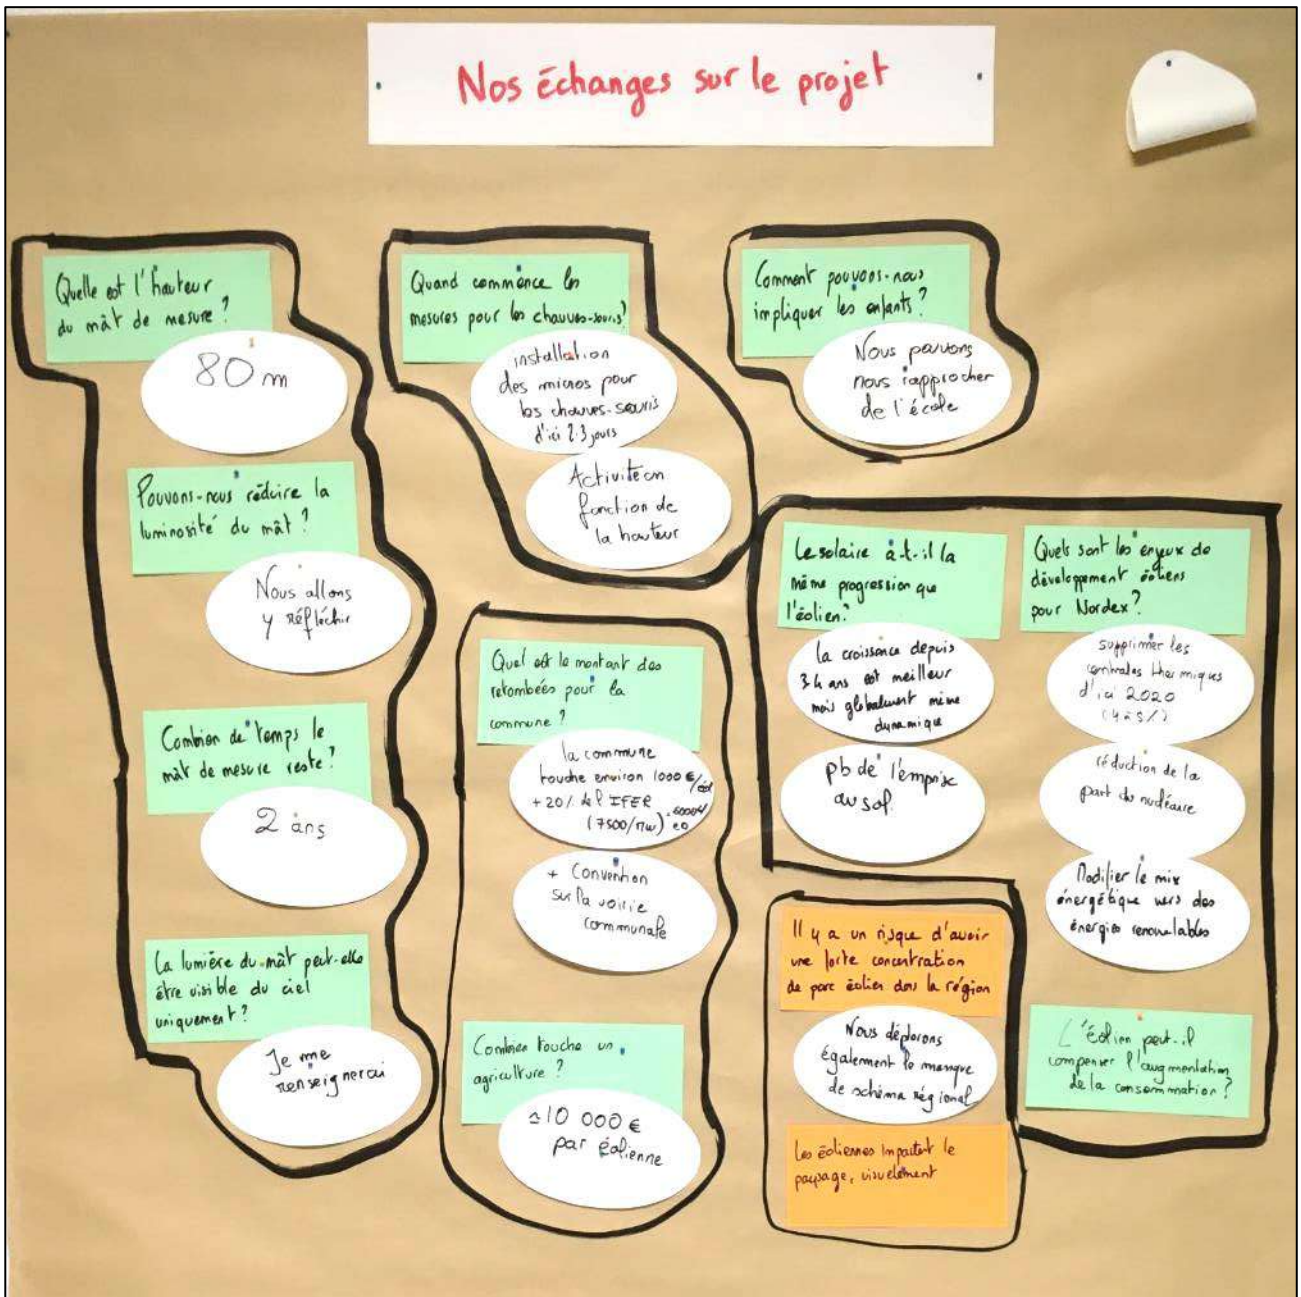 Nos échanges sur le projet
Quelle est l'hauteur
du mât de mesure ?
80 m
Pouvons-nous réduire la
luminosité du mât ?
Nous allons
y réfléchir
Combien de temps le
mât de mesure reste ?
2 ans
La lumière du mât peut-elle
être visible du ciel
uniquement ?
Je me
renseignerai
Quand commence les
mesures pour les chauves-souris ?
installation
des micros pour
les chauves-souris
d'ici 2-3 jours
Activité en
fonction de
la hauteur
Comment pouvons-nous
impliquer les enfants ?
Nous pouvons
nous rapprocher
de l'école
Quel est le montant des
retombées pour la
commune ?
la commune
touche environ 1000 €/
+ 20% de l'IFER
(7500/MW)
+ Convention
sur la voirie
communale
Combien touche un
agriculture ?
≃ 10 000 €
par éolienne
Le solaire à-t-il la
même progression que
l'éolien ?
la croissance depuis
3-4 ans est meilleur
mais globalement même
dynamique
pb de l'emprise
au sol
Quels sont les enjeux de
développement éoliens
pour Nordex ?
supprimer les
centrales thermiques
d'ici 2020
(4 à 5%)
réduction de la
part du nucléaire
Modifier le mix
énergétique vers des
énergies renouvelables
L'éolien peut-il
compenser l'augmentation
de la consommation ?
Il y a un risque d'avoir
une forte concentration
de parc éolien dans la région
Nous déplorons
également le manque
de schéma régional
Les éoliennes impactent le
paysage, visuelement